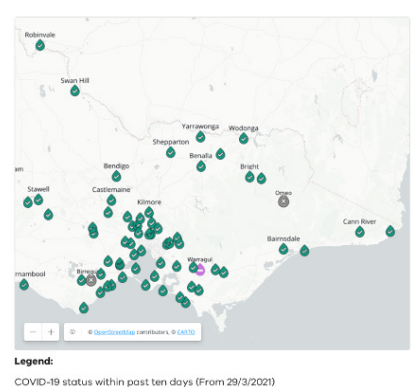 Robinvale
Swan Hill
Yarrawonga
Wodonga
Shepparton
Benalla
Bendigo
Bright
am
Stawell
Castlemaine
Omeo
Kilmore
Cann River
Bairnsdale
Warragul
rnambool
− + © OpenStreetMap contributors, © CARTO
Legend:
COVID-19 status within past ten days (From 29/3/2021)